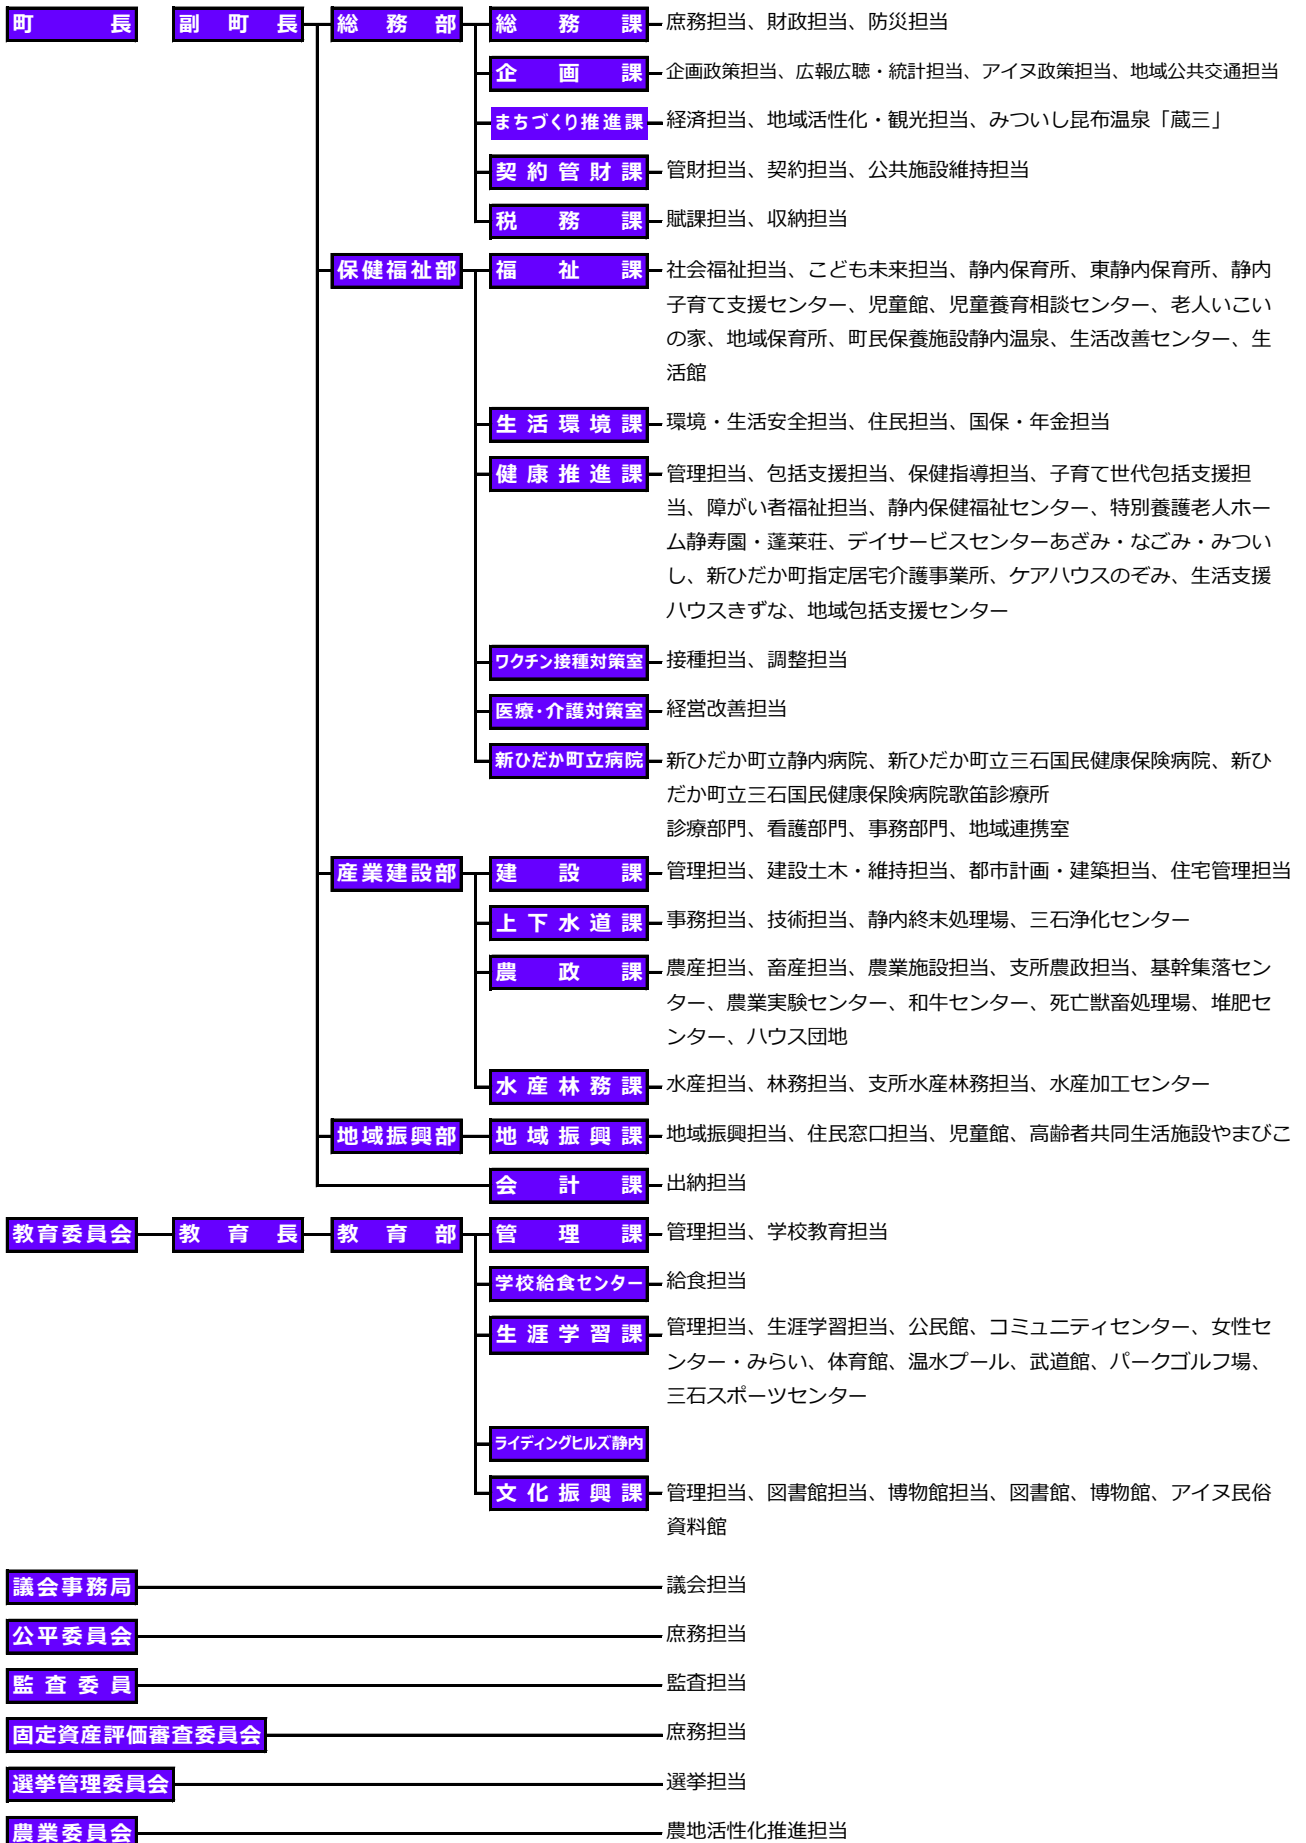 町長 副町長 総務部 総務課 庶務担当、財政担当、防災担当
企画課 企画政策担当、広報広聴・統計担当、アイヌ政策担当、地域公共交通担当
まちづくり推進課 経済担当、地域活性化・観光担当、みついし昆布温泉「蔵三」
契約管財課 管財担当、契約担当、公共施設維持担当
税務課 賦課担当、収納担当
保健福祉部 福祉課 社会福祉担当、こども未来担当、静内保育所、東静内保育所、静内
子育て支援センター、児童館、児童養育相談センター、老人いこい
の家、地域保育所、町民保養施設静内温泉、生活改善センター、生
活館
生活環境課 環境・生活安全担当、住民担当、国保・年金担当
健康推進課 管理担当、包括支援担当、保健指導担当、子育て世代包括支援担
当、障がい者福祉担当、静内保健福祉センター、特別養護老人ホー
ム静寿園・蓬莱荘、デイサービスセンターあざみ・なごみ・みつい
し、新ひだか町指定居宅介護事業所、ケアハウスのぞみ、生活支援
ハウスきずな、地域包括支援センター
ワクチン接種対策室 接種担当、調整担当
医療・介護対策室 経営改善担当
新ひだか町立病院 新ひだか町立静内病院、新ひだか町立三石国民健康保険病院、新ひ
だか町立三石国民健康保険病院歌笛診療所
診療部門、看護部門、事務部門、地域連携室
産業建設部 建設課 管理担当、建設土木・維持担当、都市計画・建築担当、住宅管理担当
上下水道課 事務担当、技術担当、静内終末処理場、三石浄化センター
農政課 農産担当、畜産担当、農業施設担当、支所農政担当、基幹集落セン
ター、農業実験センター、和牛センター、死亡獣畜処理場、堆肥セ
ンター、ハウス団地
水産林務課 水産担当、林務担当、支所水産林務担当、水産加工センター
地域振興部 地域振興課 地域振興担当、住民窓口担当、児童館、高齢者共同生活施設やまびこ
会計課 出納担当
教育委員会 教育長 教育部 管理課 管理担当、学校教育担当
学校給食センター 給食担当
生涯学習課 管理担当、生涯学習担当、公民館、コミュニティセンター、女性セ
ンター・みらい、体育館、温水プール、武道館、パークゴルフ場、
三石スポーツセンター
ライディングヒルズ静内
文化振興課 管理担当、図書館担当、博物館担当、図書館、博物館、アイヌ民俗
資料館
議会事務局 議会担当
公平委員会 庶務担当
監査委員 監査担当
固定資産評価審査委員会 庶務担当
選挙管理委員会 選挙担当
農業委員会 農地活性化推進担当